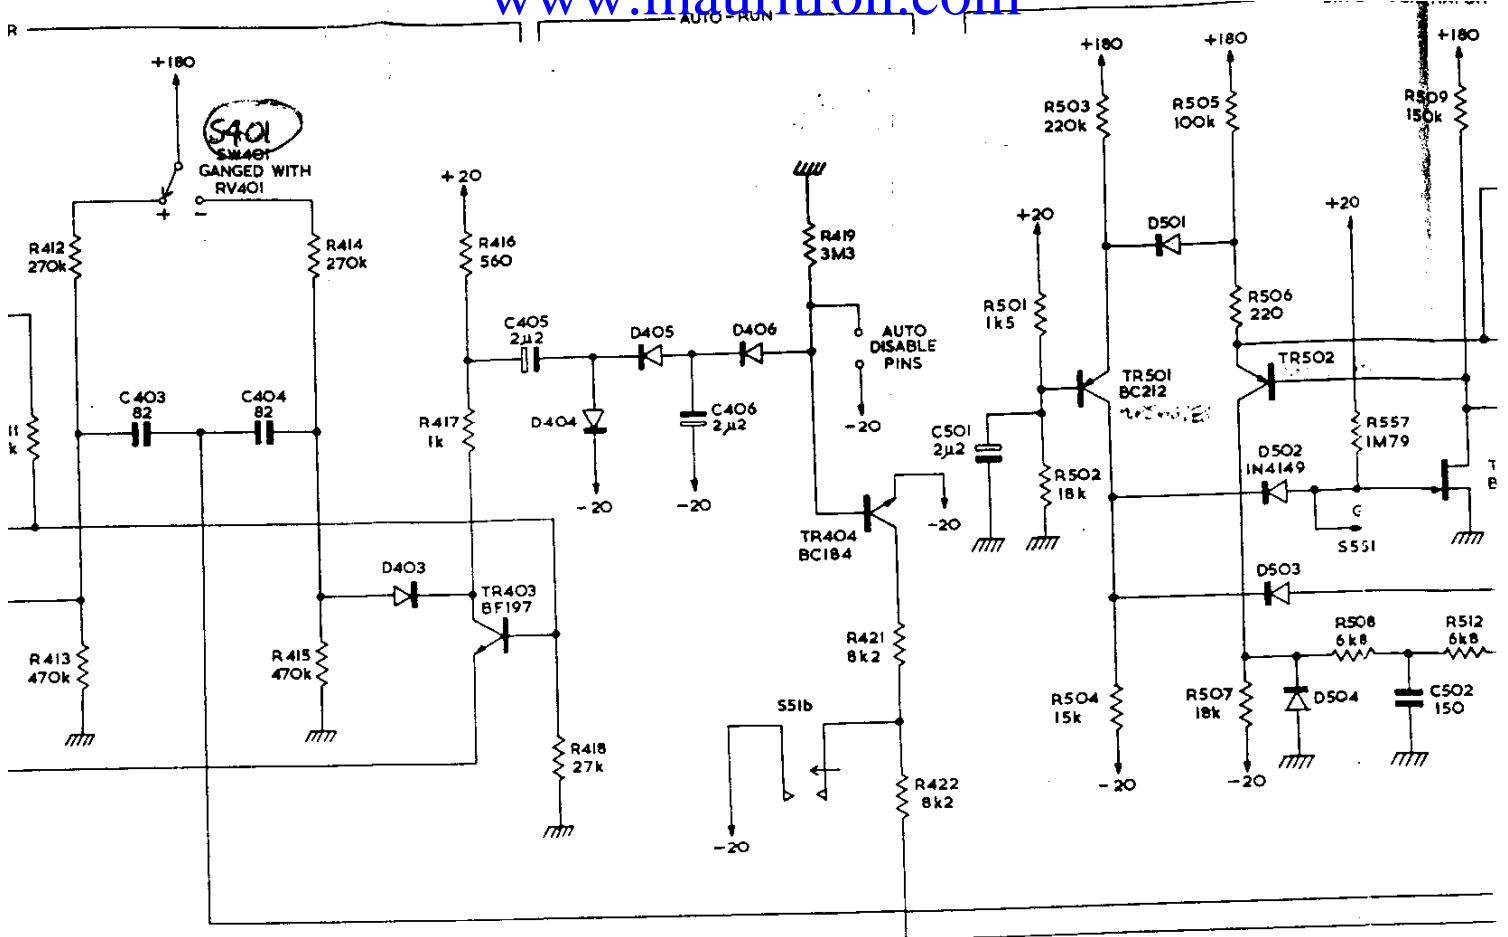 www.mauritron.com
R
AUTO-RUN
+180
S401
SW401
GANGED WITH
RV401
+ -
R412
270k
R414
270k
+20
R416
560
C405
2µ2
D405
D406
R419
3M3
AUTO
DISABLE
PINS
-20
C403
82
C404
82
R417
1k
D404
-20
C406
2µ2
-20
k
TR404
BC184
-20
D403
TR403
BF197
R413
470k
R415
470k
R418
27k
R421
8k2
S51b
R422
8k2
-20
+180
R503
220k
+180
R505
100k
+180
R509
150k
+20
R501
1k5
D501
+20
R506
220
TR501
BC212
TR502
C501
2µ2
R502
18k
D502
1N4149
R557
1M79
G
S551
T
B
D503
R504
15k
-20
R507
18k
-20
D504
R508
6k8
R512
6k8
C502
150